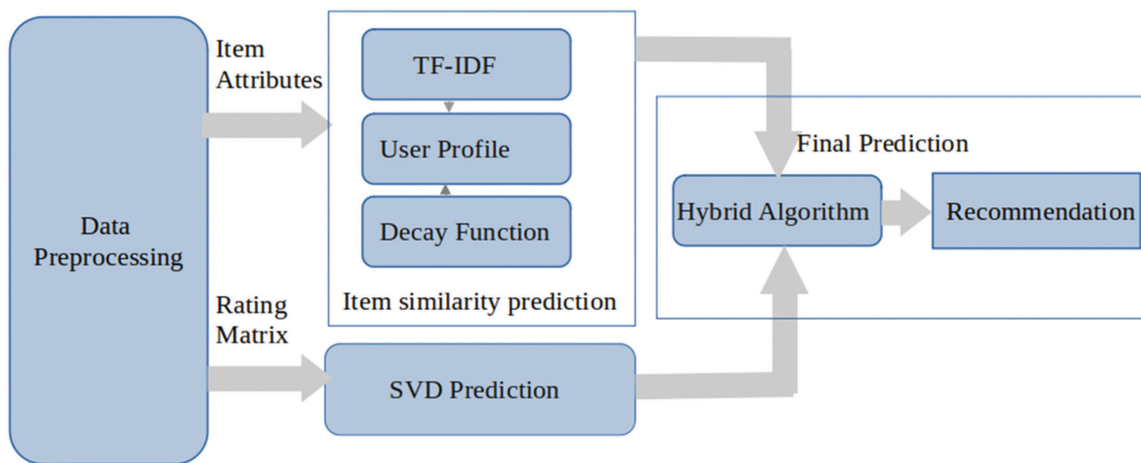 Data
Preprocessing
Item
Attributes
TF-IDF
User Profile
Decay Function
Item similarity prediction
Rating
Matrix
SVD Prediction
Final Prediction
Hybrid Algorithm
Recommendation